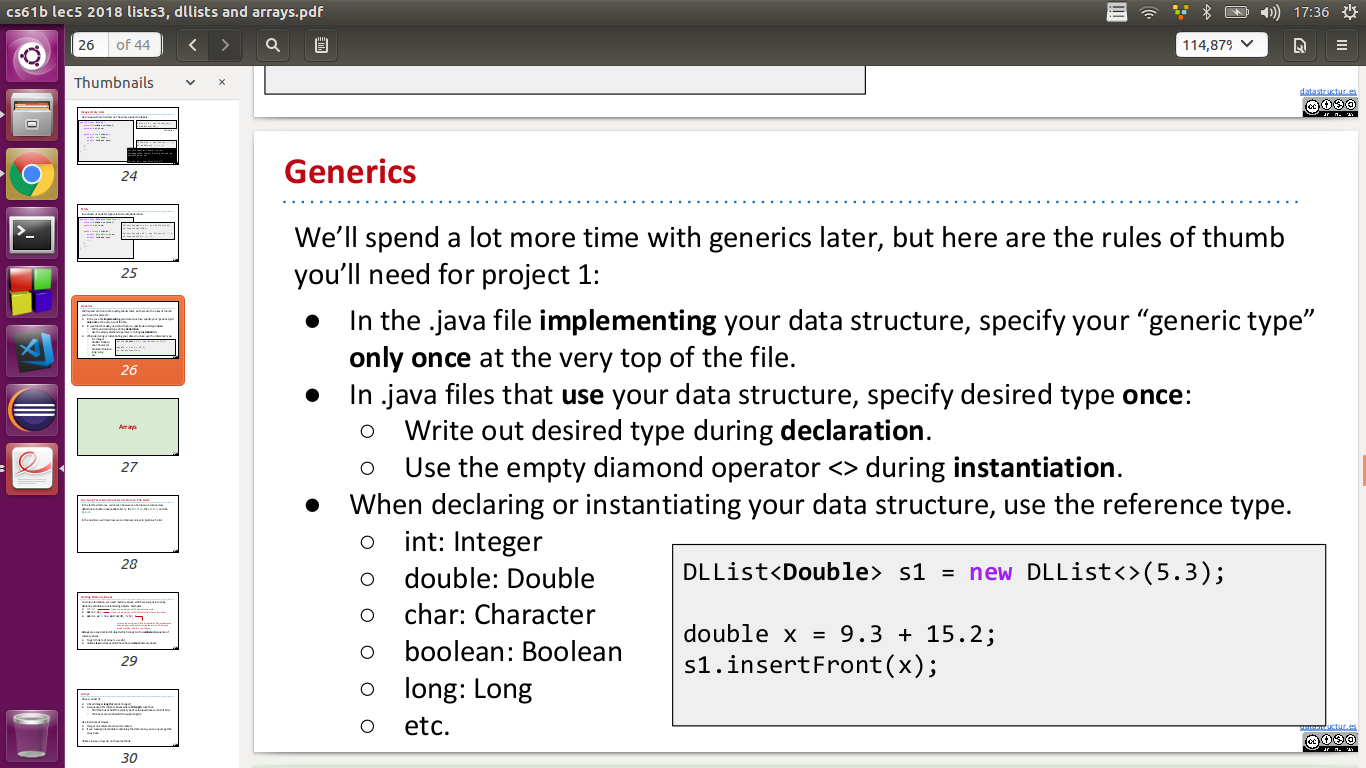 cs61b lec5 2018 lists3, dllists and arrays.pdf
17:36
26 of 44
114,87%
Thumbnails
24
25
26
Arrays
27
28
29
30
datastructur.es
Generics
We’ll spend a lot more time with generics later, but here are the rules of thumb
you’ll need for project 1:
● In the .java file implementing your data structure, specify your “generic type”
only once at the very top of the file.
● In .java files that use your data structure, specify desired type once:
○ Write out desired type during declaration.
○ Use the empty diamond operator <> during instantiation.
● When declaring or instantiating your data structure, use the reference type.
○ int: Integer
○ double: Double
○ char: Character
○ boolean: Boolean
○ long: Long
○ etc.
DLList<Double> s1 = new DLList<>(5.3);
double x = 9.3 + 15.2;
s1.insertFront(x);
datastructur.es